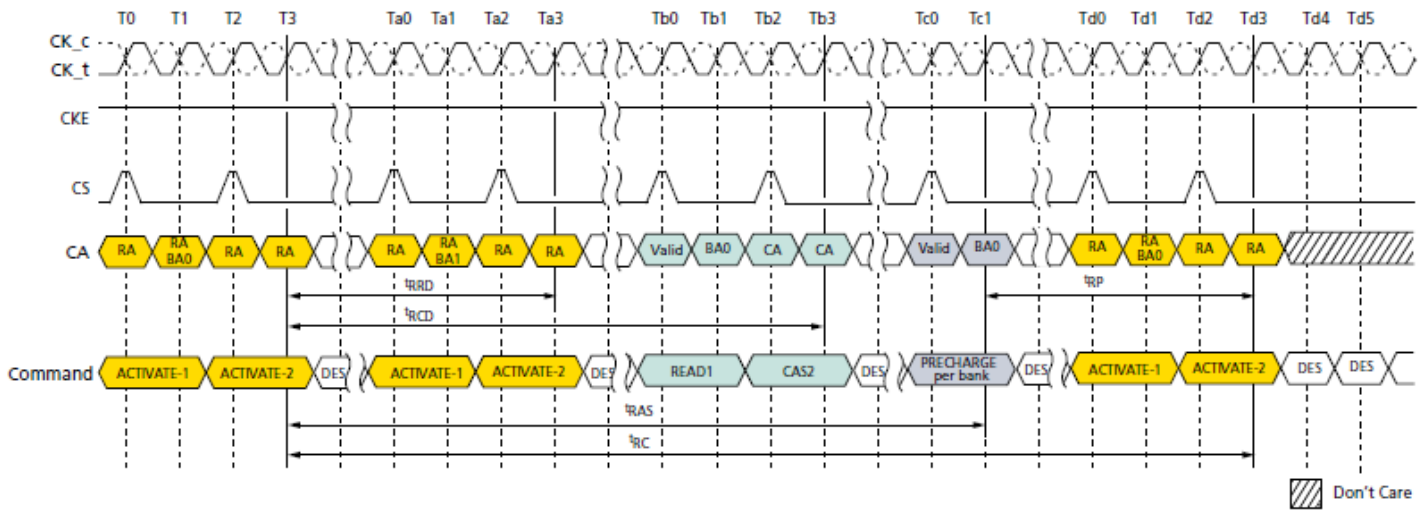 T0 T1 T2 T3 Ta0 Ta1 Ta2 Ta3 Tb0 Tb1 Tb2 Tb3 Tc0 Tc1 Td0 Td1 Td2 Td3 Td4 Td5
CK_c
CK_t
CKE
CS
CA RA RA BA0 RA RA RA RA BA1 RA RA Valid BA0 CA CA Valid BA0 RA RA BA0 RA RA
tRRD tRP
tRCD
Command ACTIVATE-1 ACTIVATE-2 DES ACTIVATE-1 ACTIVATE-2 DES READ1 CAS2 DES PRECHARGE per bank DES ACTIVATE-1 ACTIVATE-2 DES DES
tRAS
tRC
Don't Care